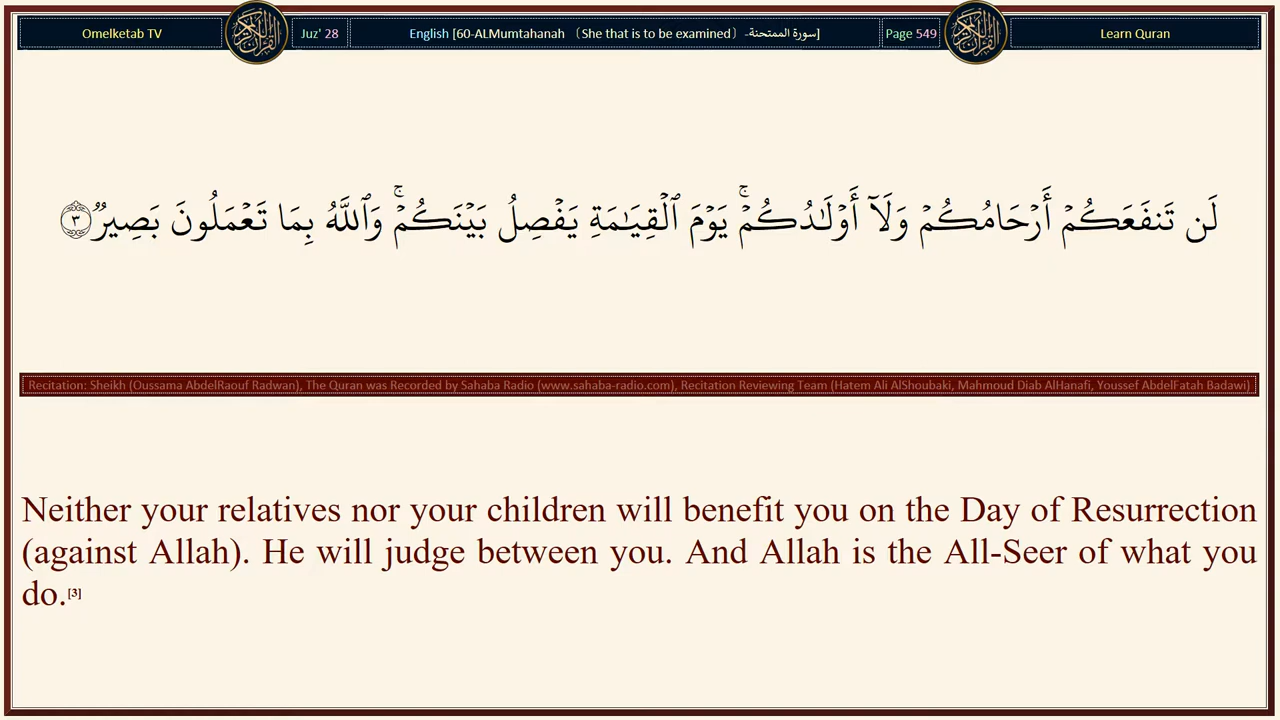 Omelketab TV
Juz' 28
English [60-ALMumtahanah 〔She that is to be examined〕 -سورة الممتحنة]
Page 549
Learn Quran
لَن تَنفَعَكُمْ أَرْحَامُكُمْ وَلَآ أَوْلَـٰدُكُمْ ۚ يَوْمَ ٱلْقِيَـٰمَةِ يَفْصِلُ بَيْنَكُمْ ۚ وَٱللَّهُ بِمَا تَعْمَلُونَ بَصِيرٌ ٣
Recitation: Sheikh (Oussama AbdelRaouf Radwan), The Quran was Recorded by Sahaba Radio (www.sahaba-radio.com), Recitation Reviewing Team (Hatem Ali AlShoubaki, Mahmoud Diab AlHanafi, Youssef AbdelFatah Badawi)
Neither your relatives nor your children will benefit you on the Day of Resurrection
(against Allah). He will judge between you. And Allah is the All-Seer of what you
do.[3]